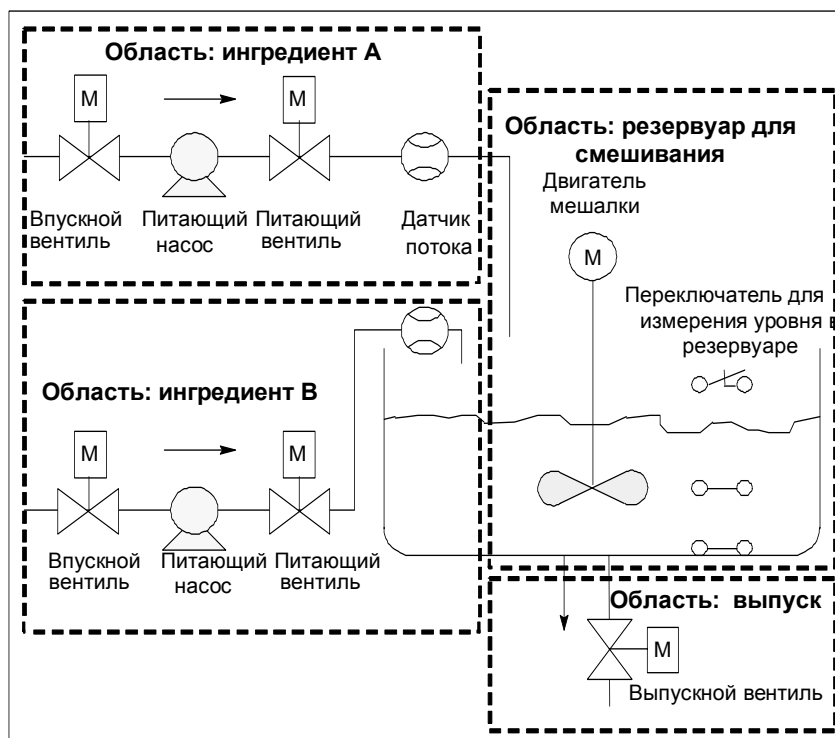 Область: ингредиент A
M
M
Впускной
вентиль
Питающий
насос
Питающий
вентиль
Датчик
потока
Область: резервуар для
смешивания
Двигатель
мешалки
M
Переключатель для
измерения уровня в
резервуаре
Область: ингредиент B
M
M
Впускной
вентиль
Питающий
насос
Питающий
вентиль
Область: выпуск
M
Выпускной вентиль